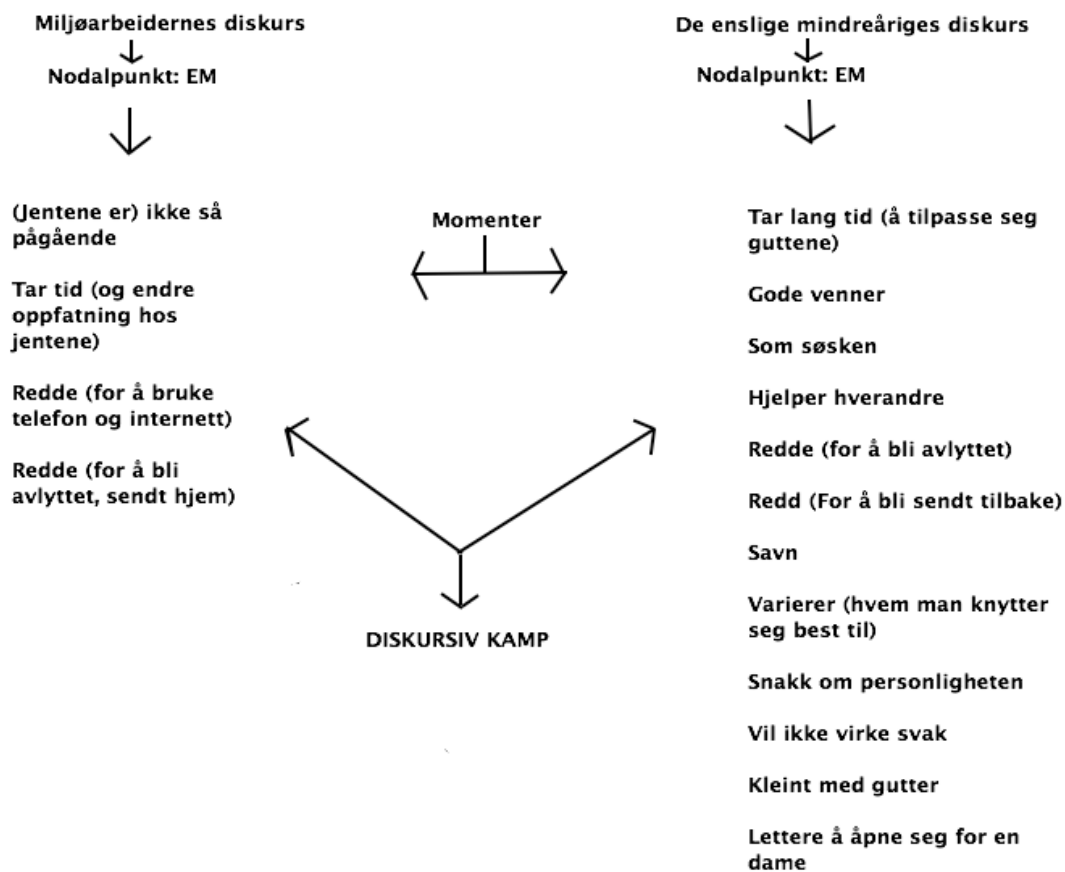 Miljøarbeidernes diskurs
Nodalpunkt: EM
(Jentene er) ikke så
pågående
Tar tid (og endre
oppfatning hos
jentene)
Redde (for å bruke
telefon og internett)
Redde (for å bli
avlyttet, sendt hjem)
Momenter
DISKURSIV KAMP
De enslige mindreåriges diskurs
Nodalpunkt: EM
Tar lang tid (å tilpasse seg
guttene)
Gode venner
Som søsken
Hjelper hverandre
Redde (for å bli avlyttet)
Redd (For å bli sendt tilbake)
Savn
Varierer (hvem man knytter
seg best til)
Snakk om personligheten
Vil ikke virke svak
Kleint med gutter
Lettere å åpne seg for en
dame